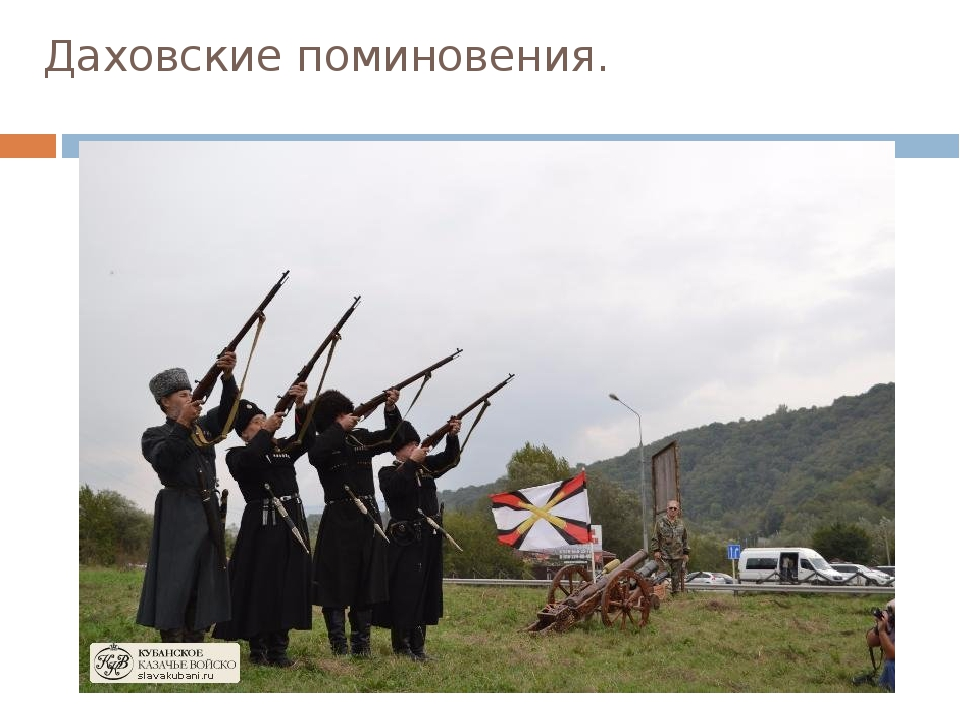 Даховские поминовения.
КУБАНСКОЕ
КАЗАЧЬЕ ВОЙСКО
slavakubani.ru